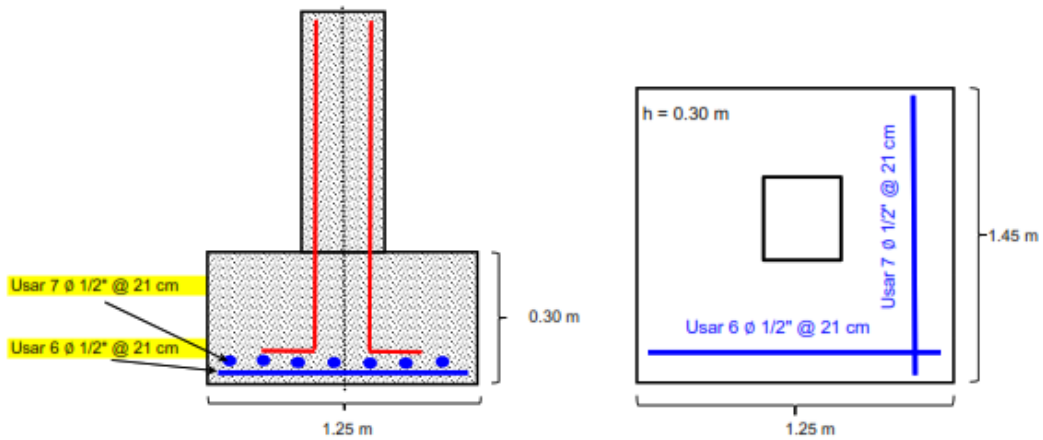 Usar 7 Ø 1/2" @ 21 cm
Usar 6 Ø 1/2" @ 21 cm
0.30 m
1.25 m
h = 0.30 m
Usar 7 Ø 1/2" @ 21 cm
Usar 6 Ø 1/2" @ 21 cm
1.45 m
1.25 m